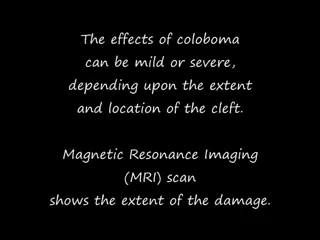 The effects of coloboma
can be mild or severe,
depending upon the extent
and location of the cleft.
Magnetic Resonance Imaging
(MRI) scan
shows the extent of the damage.